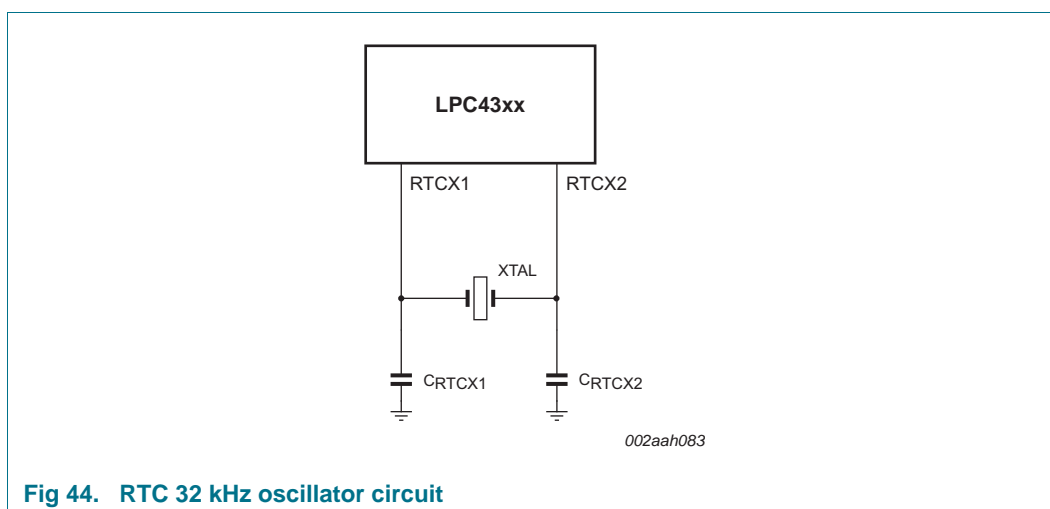 LPC43xx
RTCX1 RTCX2
XTAL
CRTCX1 CRTCX2
002aah083
Fig 44. RTC 32 kHz oscillator circuit